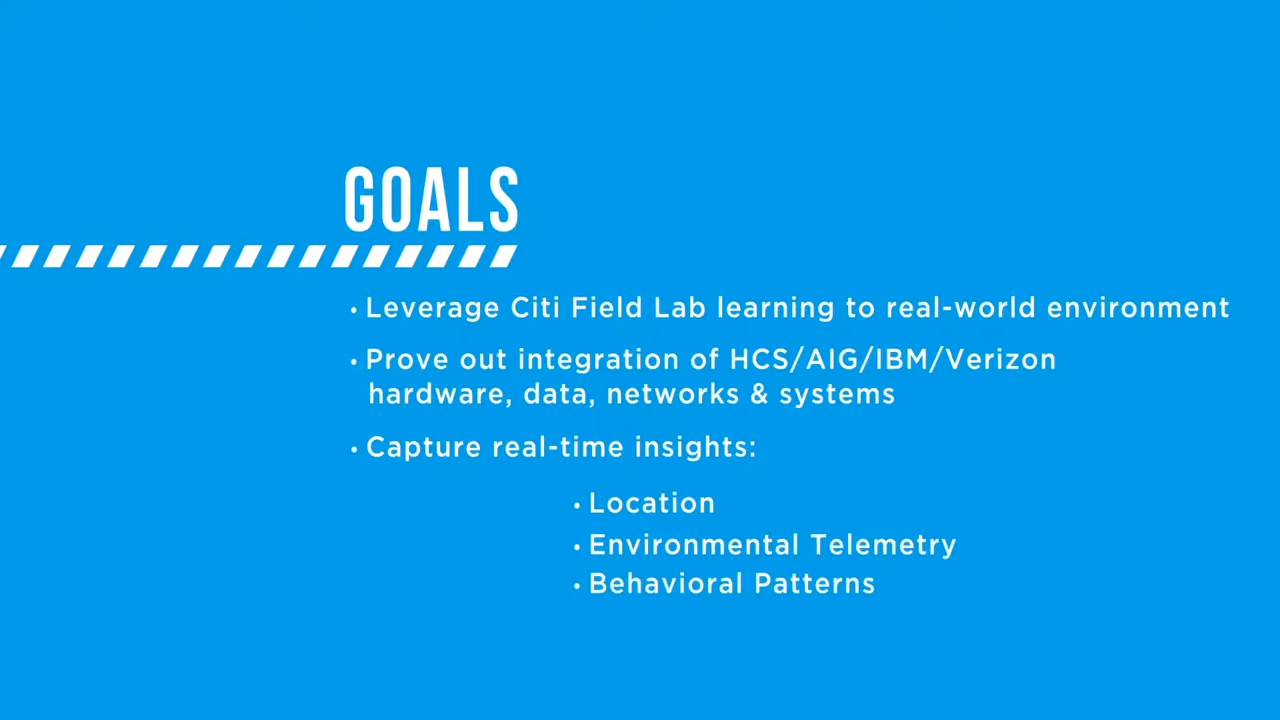 GOALS
• Leverage Citi Field Lab learning to real-world environment
• Prove out integration of HCS/AIG/IBM/Verizon
hardware, data, networks & systems
• Capture real-time insights:
• Location
• Environmental Telemetry
• Behavioral Patterns